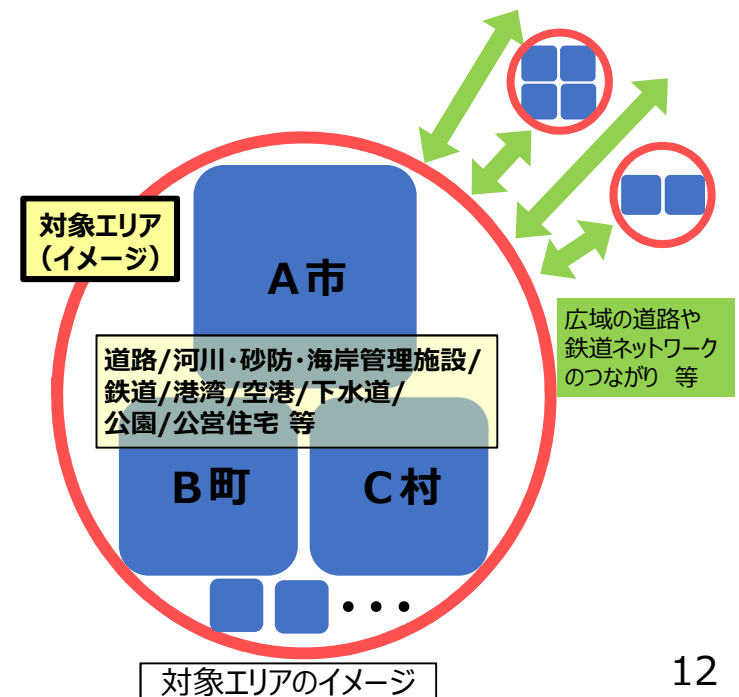 対象エリア
（イメージ）
A市
道路/河川・砂防・海岸管理施設/
鉄道/港湾/空港/下水道/
公園/公営住宅 等
B町
C村
・・・
広域の道路や
鉄道ネットワーク
のつながり 等
対象エリアのイメージ
12